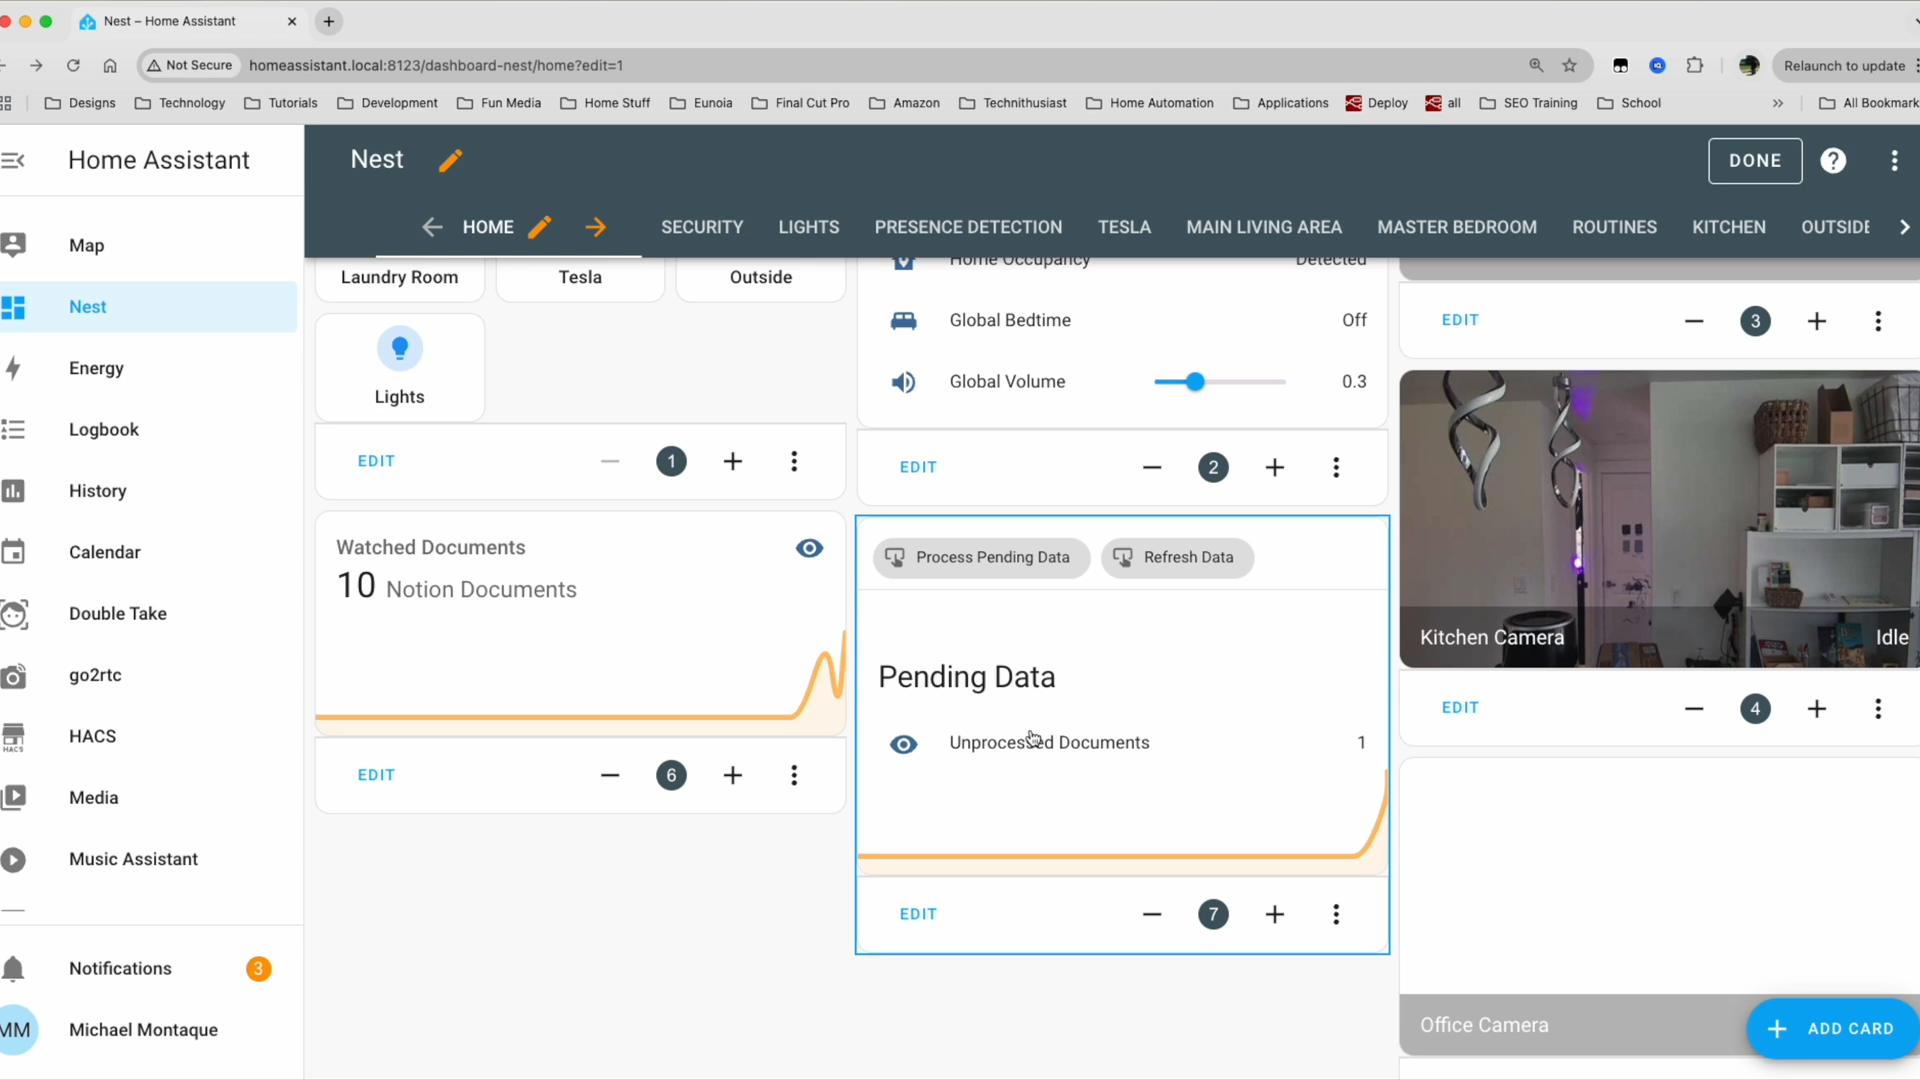 Nest – Home Assistant
Not Secure
homeassistant.local:8123/dashboard-nest/home?edit=1
Relaunch to update
Designs
Technology
Tutorials
Development
Fun Media
Home Stuff
Eunoia
Final Cut Pro
Amazon
Technithusiast
Home Automation
Applications
Deploy
all
SEO Training
School
All Bookmark
Home Assistant
Nest
DONE
HOME
SECURITY
LIGHTS
PRESENCE DETECTION
TESLA
MAIN LIVING AREA
MASTER BEDROOM
ROUTINES
KITCHEN
OUTSIDE
Map
Nest
Energy
Logbook
History
Calendar
Double Take
go2rtc
HACS
HACS
Media
Music Assistant
Notifications
3
MM
Michael Montaque
Laundry Room
Tesla
Outside
Lights
EDIT
1
Watched Documents
10 Notion Documents
EDIT
6
Home Occupancy
Detected
Global Bedtime
Off
Global Volume
0.3
EDIT
2
Process Pending Data
Refresh Data
Pending Data
Unprocessed Documents
1
EDIT
7
EDIT
3
Kitchen Camera
Idle
EDIT
4
Office Camera
ADD CARD